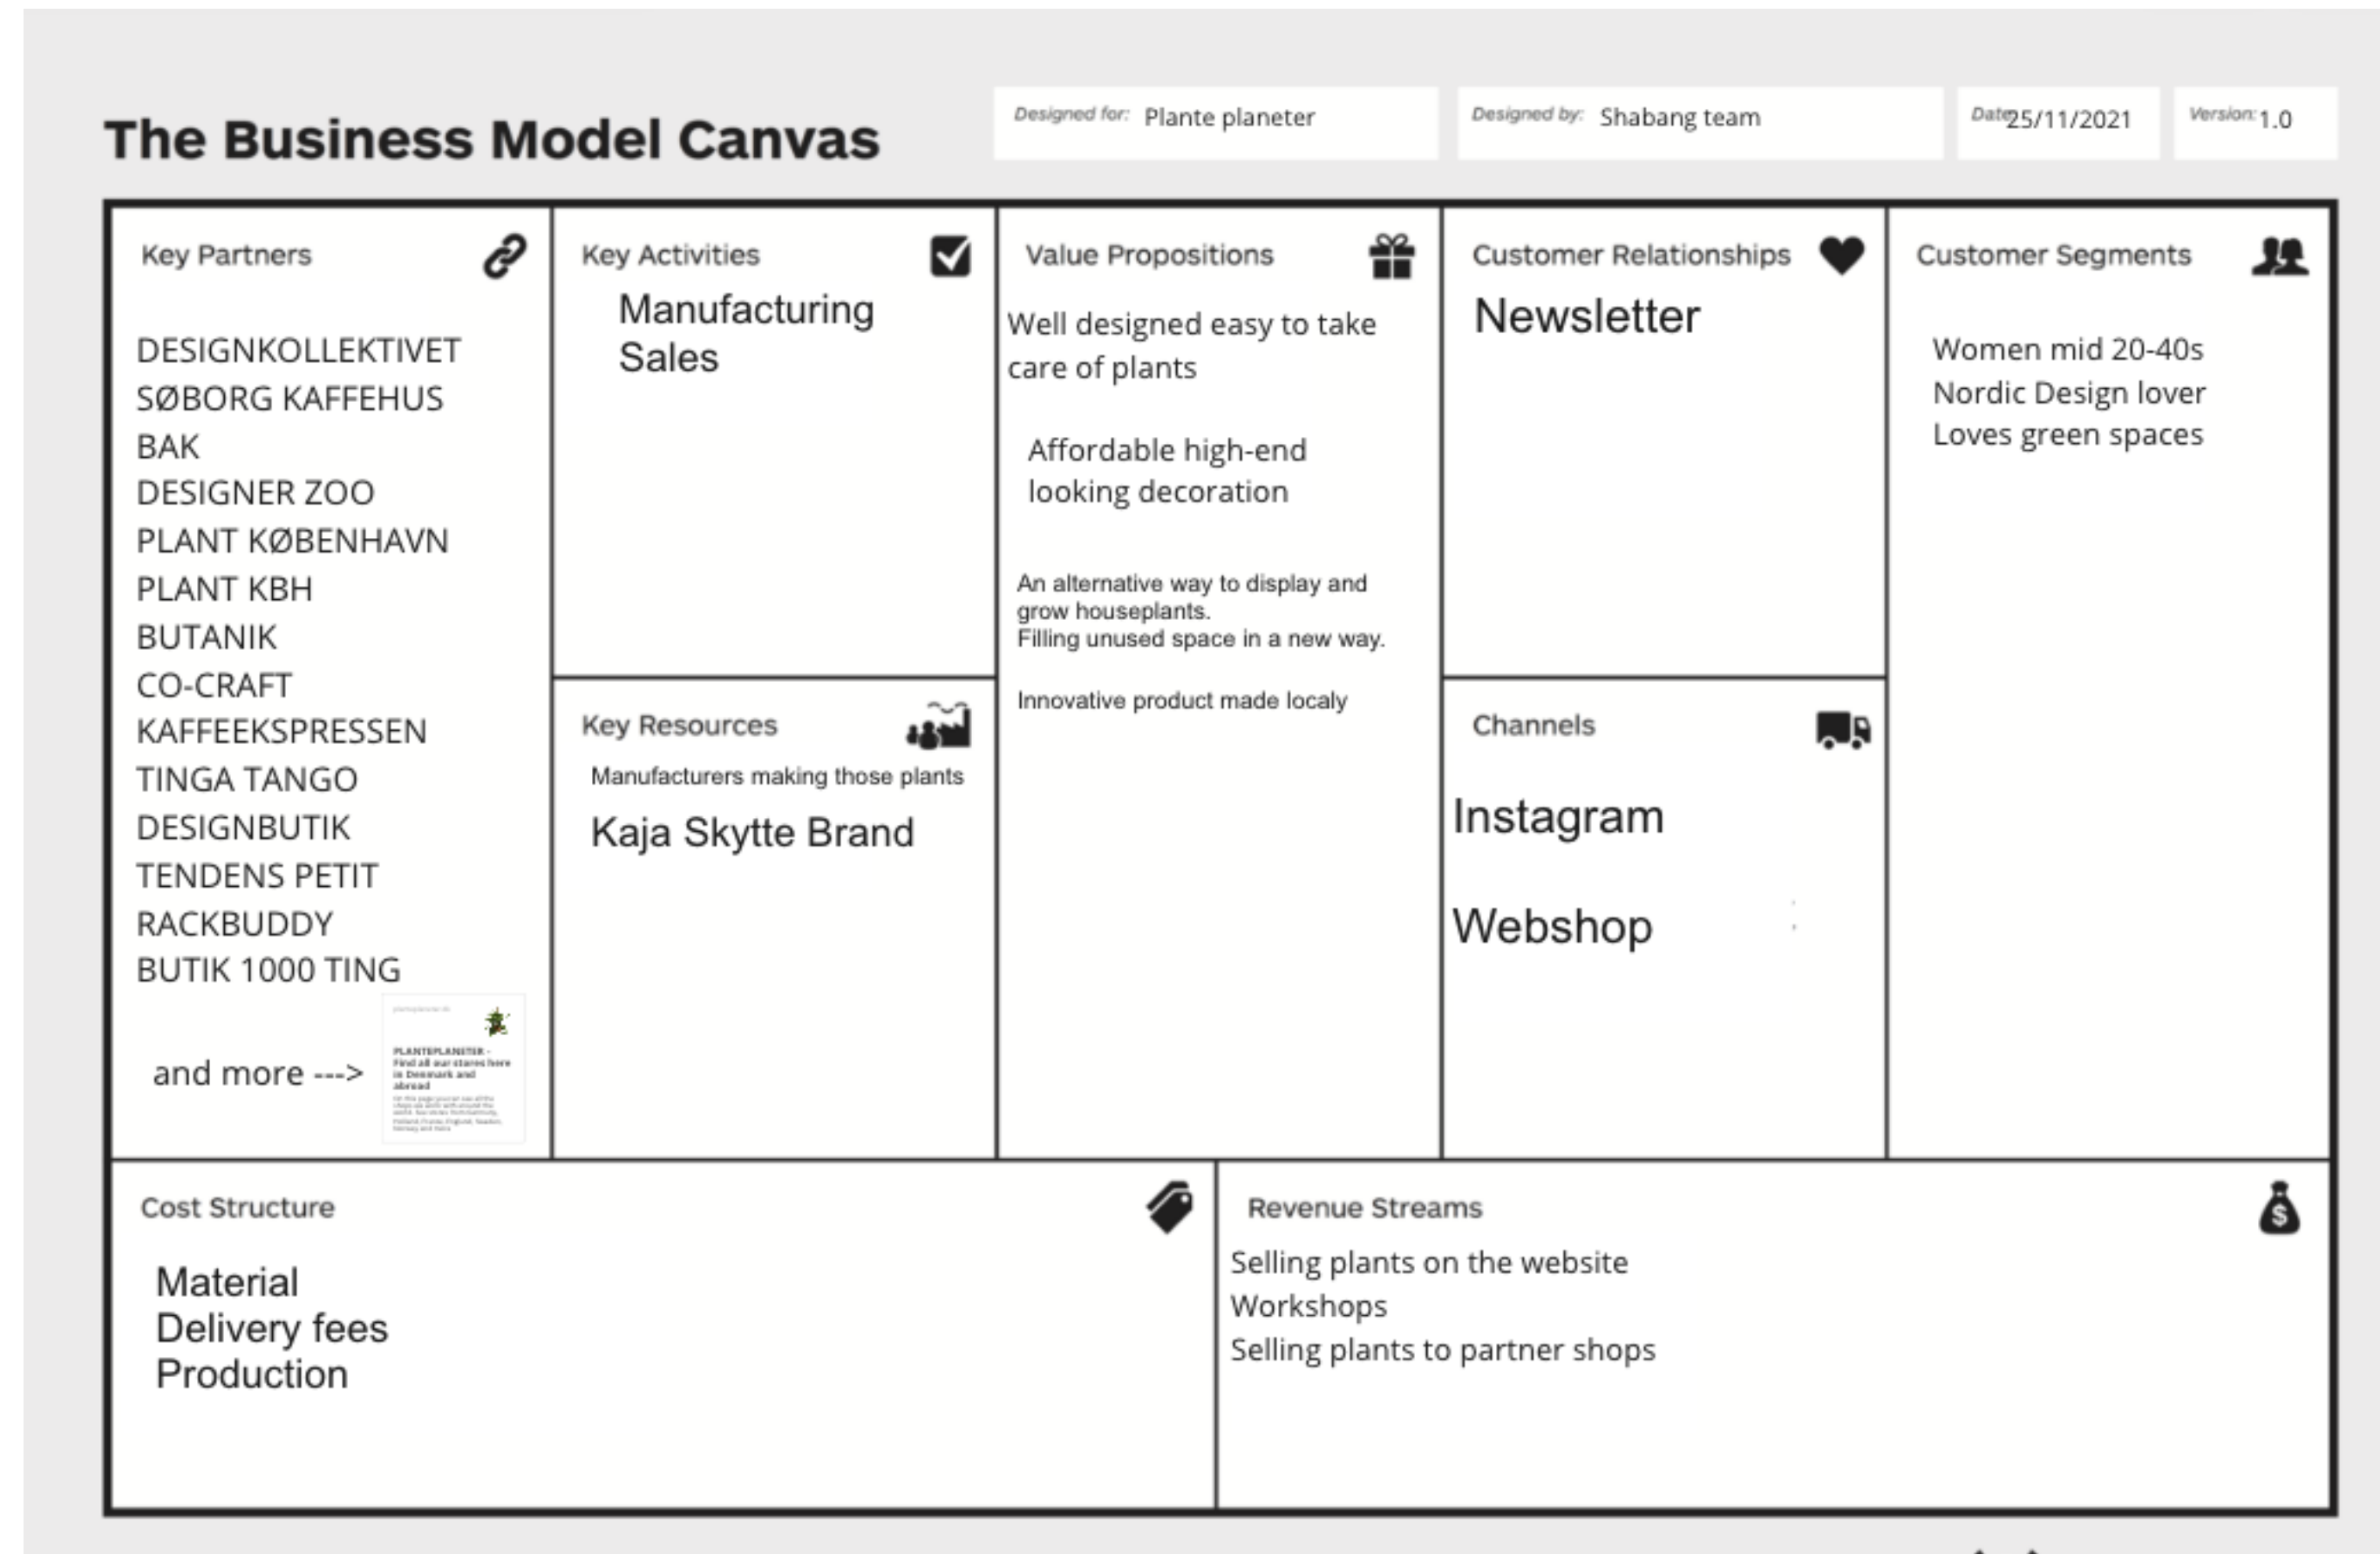 The Business Model Canvas
Designed for: Plante planeter
Designed by: Shabang team
Date: 25/11/2021
Version: 1.0
Key Partners
DESIGNKOLLEKTIVET
SØBORG KAFFEHUS
BAK
DESIGNER ZOO
PLANT KØBENHAVN
PLANT KBH
BUTANIK
CO-CRAFT
KAFFEEKSPRESSEN
TINGA TANGO
DESIGNBUTIK
TENDENS PETIT
RACKBUDDY
BUTIK 1000 TING
and more --->
PLANTEPLANETER -
Find all our stores here
in Denmark and
abroad
Key Activities
Manufacturing
Sales
Key Resources
Manufacturers making those plants
Kaja Skytte Brand
Value Propositions
Well designed easy to take
care of plants
Affordable high-end
looking decoration
An alternative way to display and
grow houseplants.
Filling unused space in a new way.
Innovative product made localy
Customer Relationships
Newsletter
Channels
Instagram
Webshop
Customer Segments
Women mid 20-40s
Nordic Design lover
Loves green spaces
Cost Structure
Material
Delivery fees
Production
Revenue Streams
Selling plants on the website
Workshops
Selling plants to partner shops